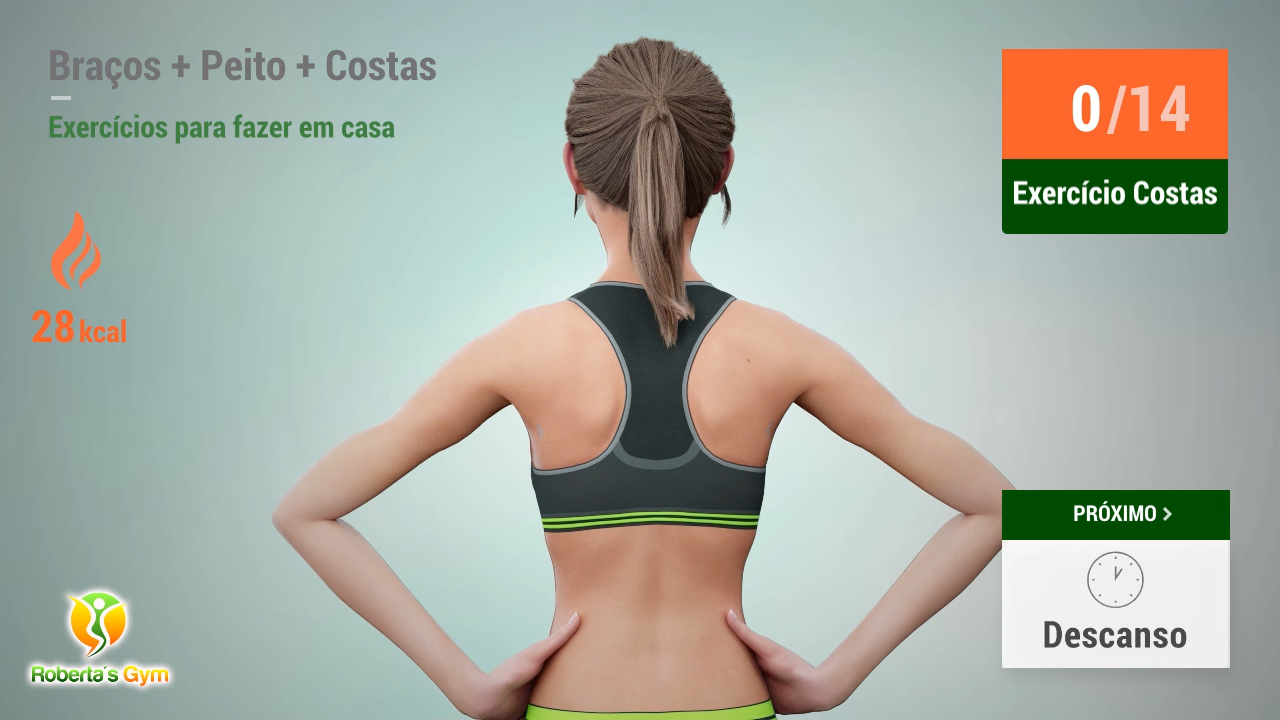 Braços + Peito + Costas
Exercícios para fazer em casa
28 kcal
0/14
Exercício Costas
PRÓXIMO >
Descanso
Roberta´s Gym